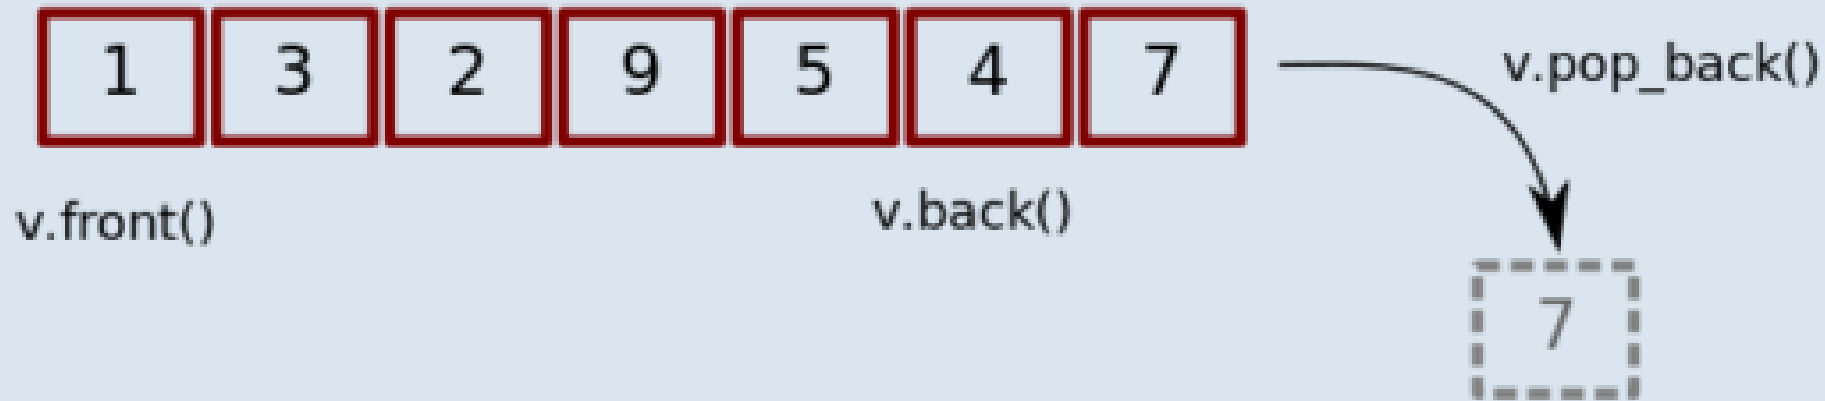 1 3 2 9 5 4 7
v.pop_back()
v.front()
v.back()
7